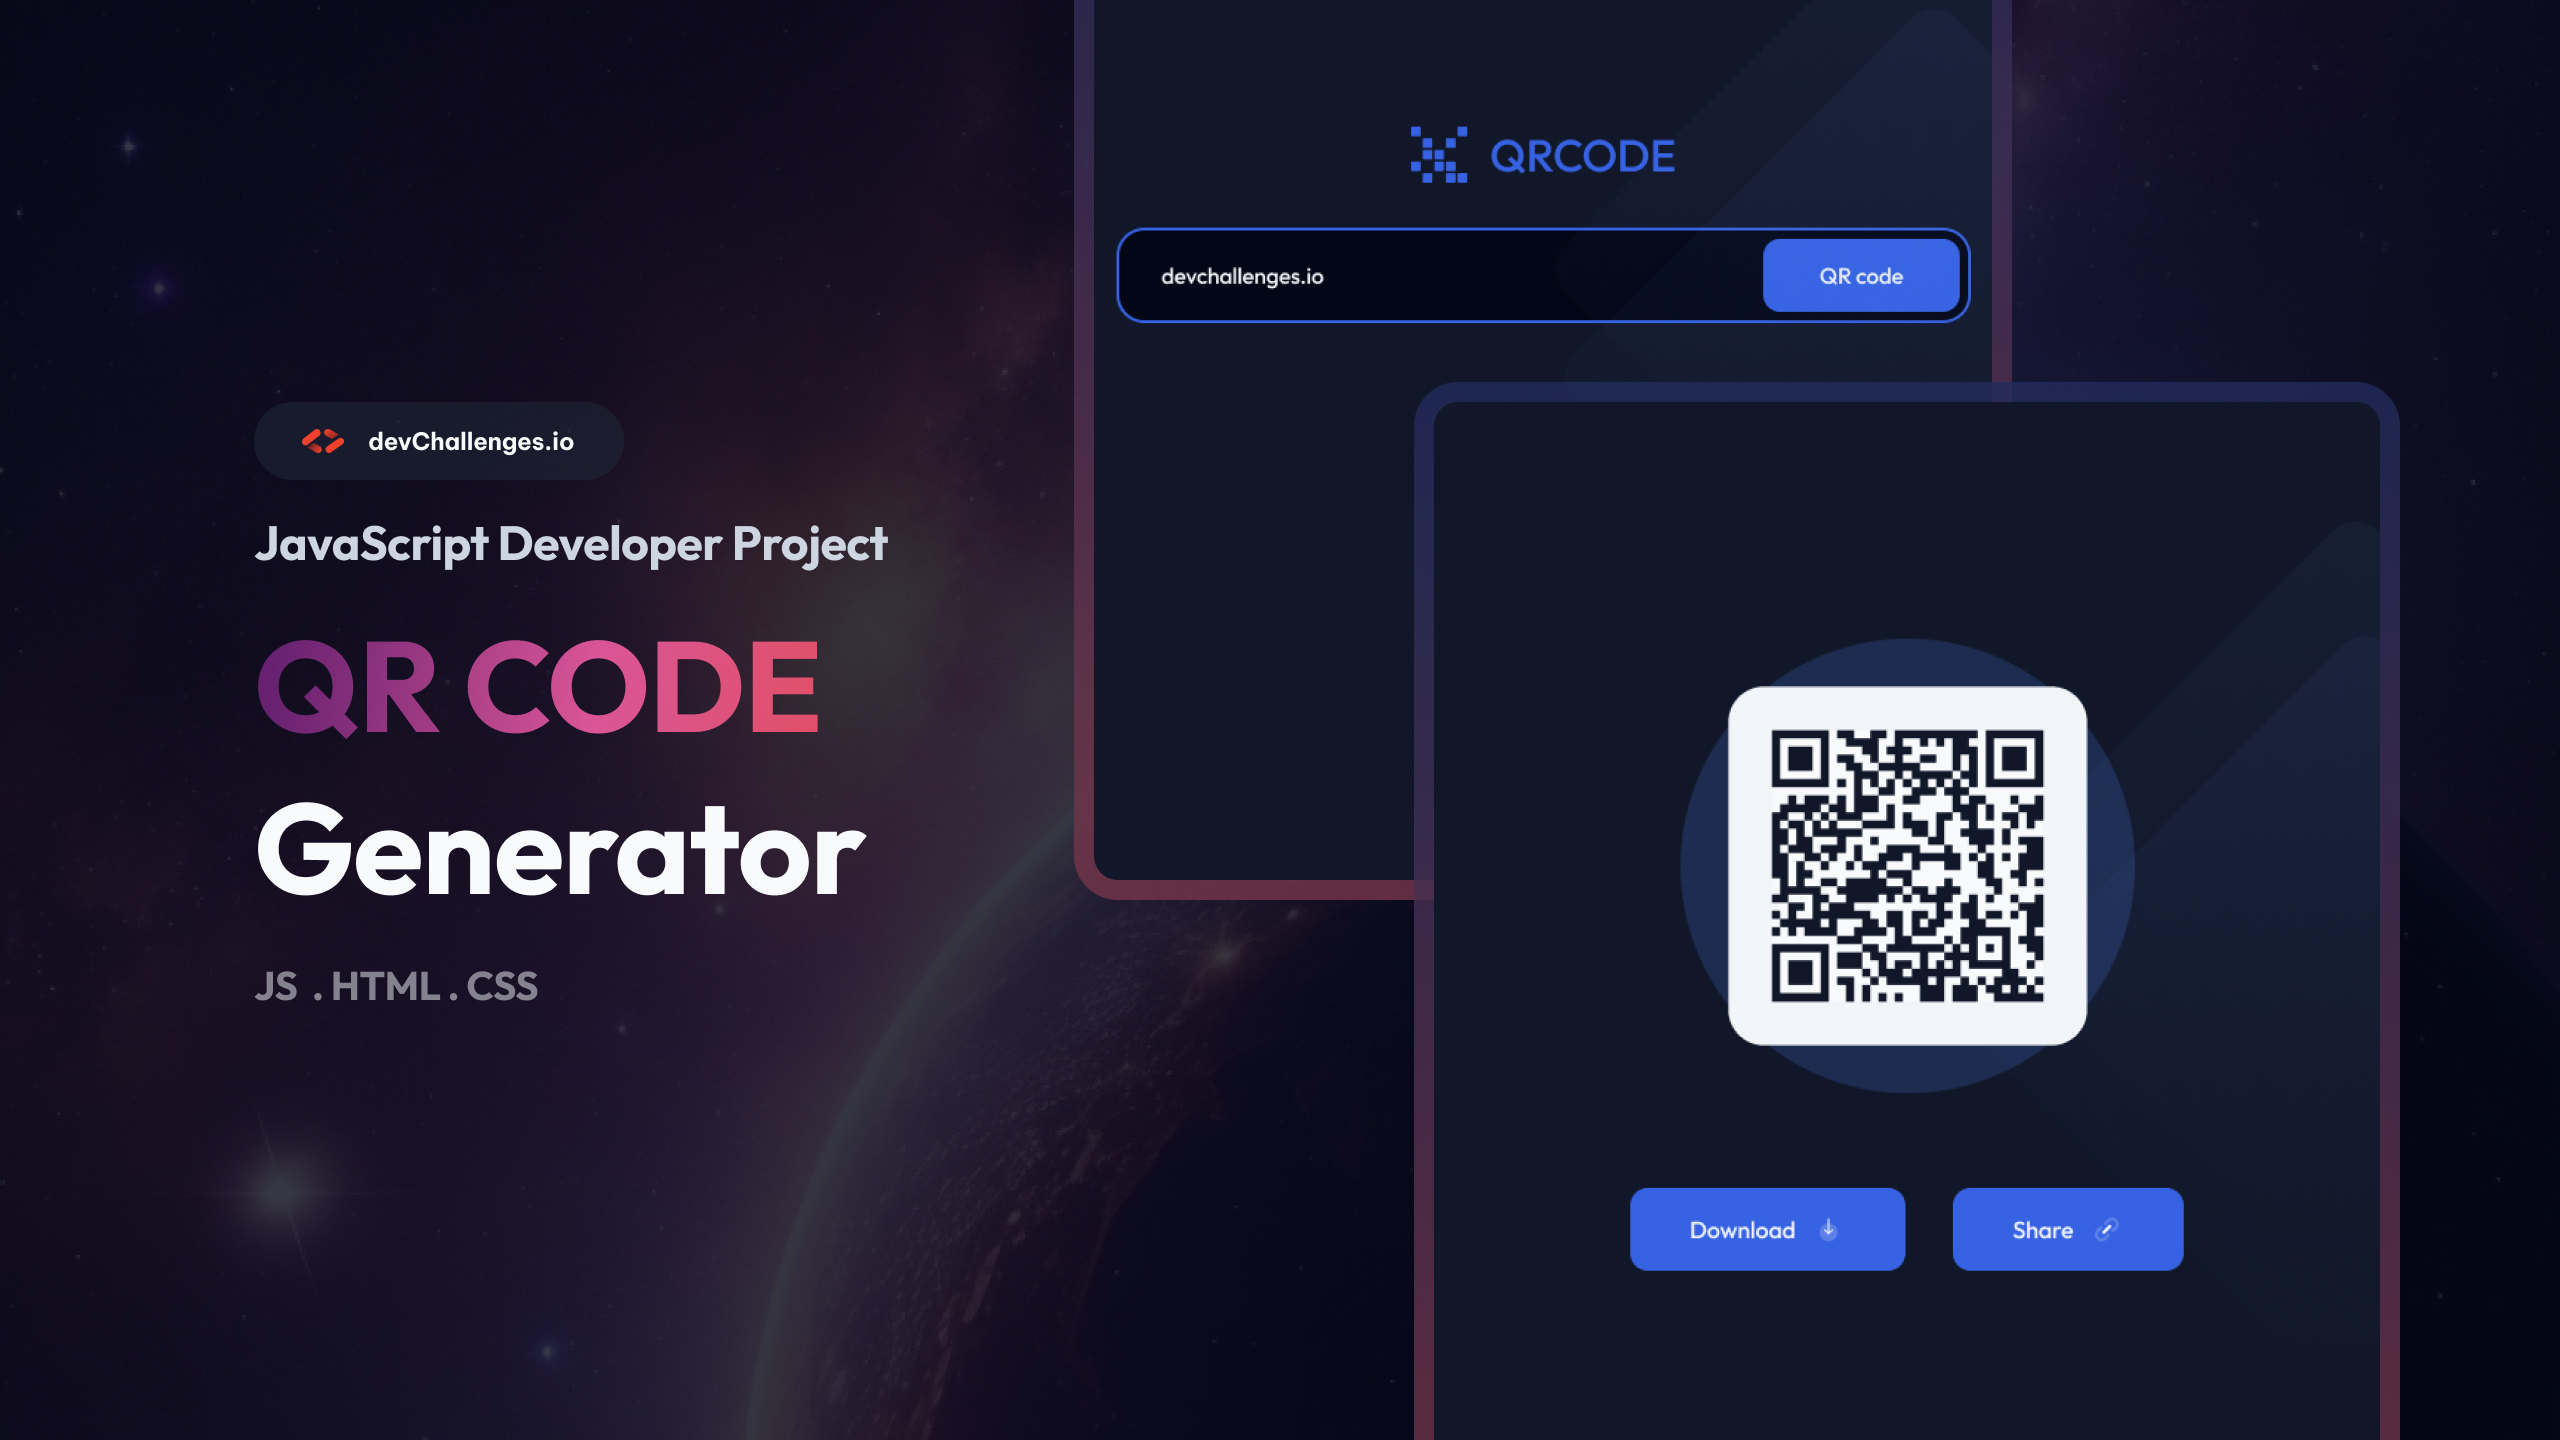 devChallenges.io
JavaScript Developer Project
QR CODE
Generator
JS . HTML . CSS
QRCODE
devchallenges.io
QR code
Download
Share